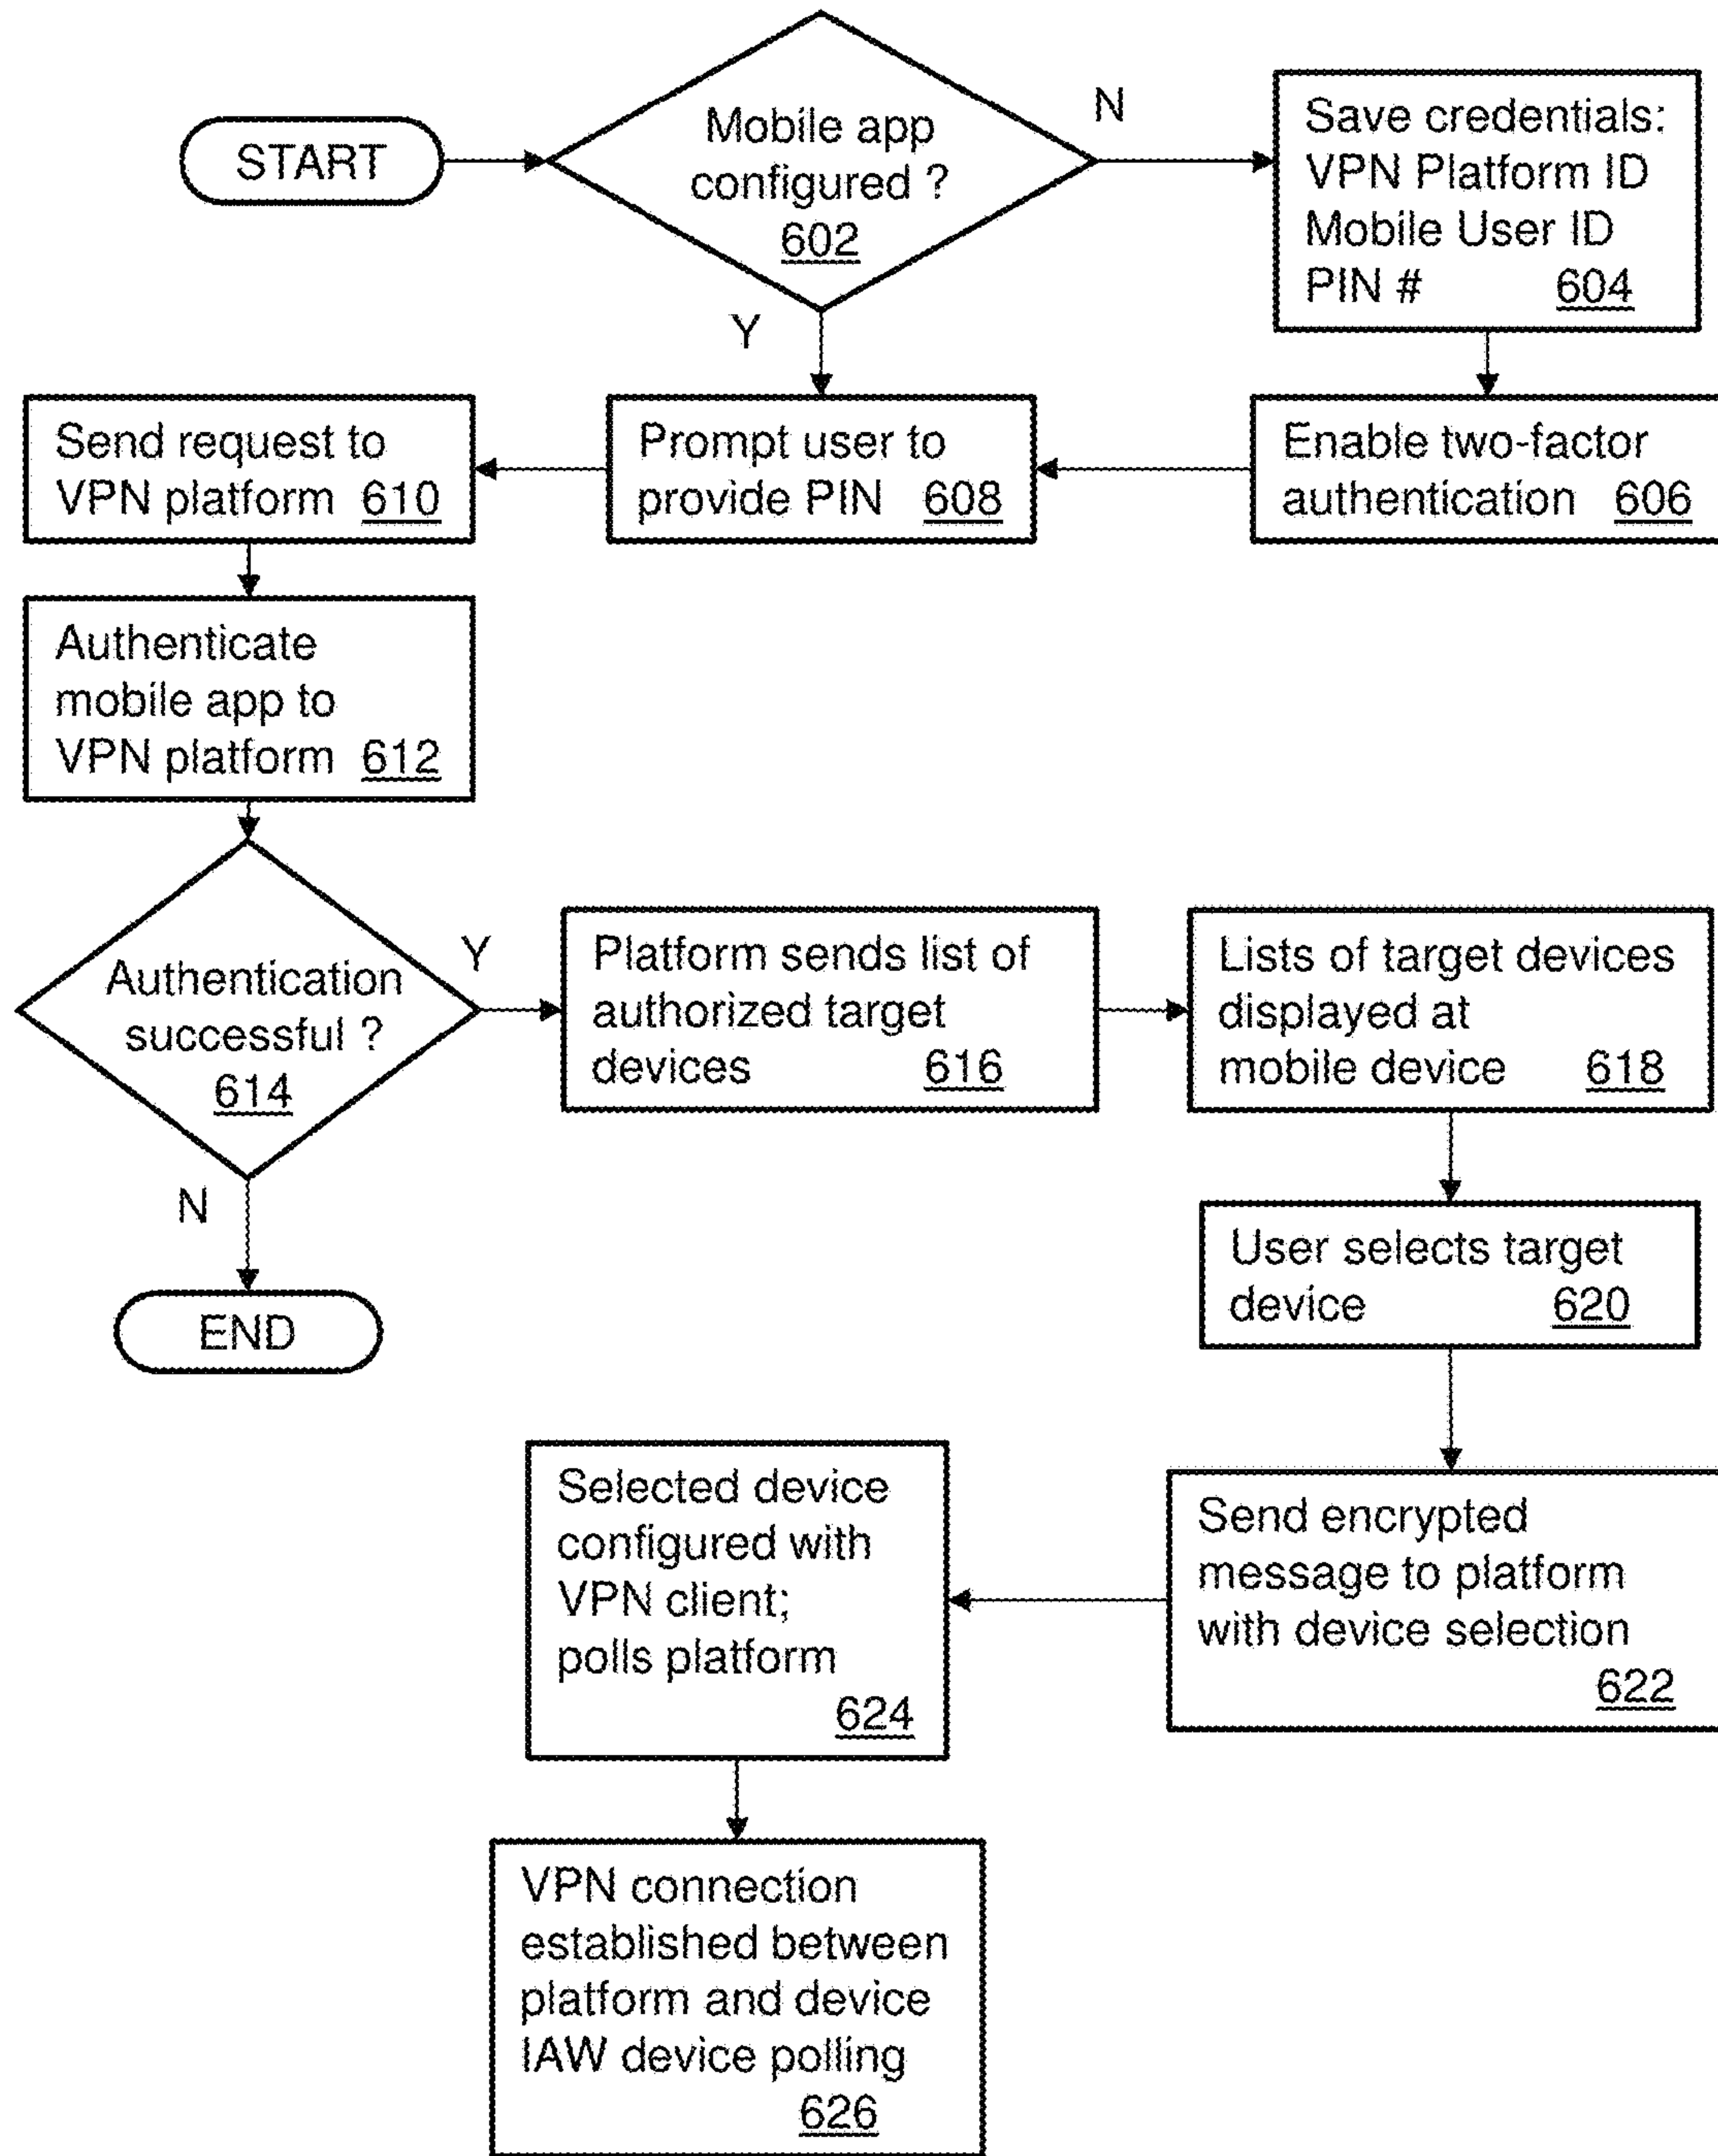 START
Mobile app
configured ?
602
N
Y
Save credentials:
VPN Platform ID
Mobile User ID
PIN # 604
Enable two-factor
authentication 606
Prompt user to
provide PIN 608
Send request to
VPN platform 610
Authenticate
mobile app to
VPN platform 612
Authentication
successful ?
614
Y
N
END
Platform sends list of
authorized target
devices 616
Lists of target devices
displayed at
mobile device 618
User selects target
device 620
Send encrypted
message to platform
with device selection
622
Selected device
configured with
VPN client;
polls platform
624
VPN connection
established between
platform and device
IAW device polling
626